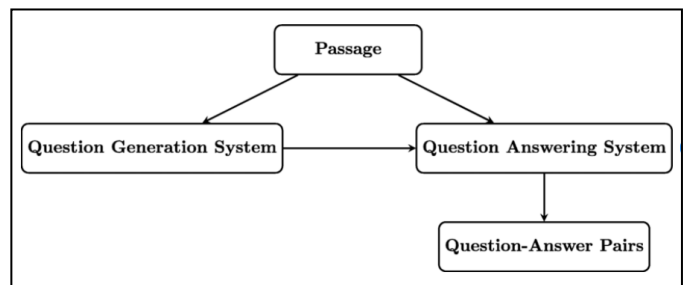 Passage
Question Generation System
Question Answering System
Question-Answer Pairs